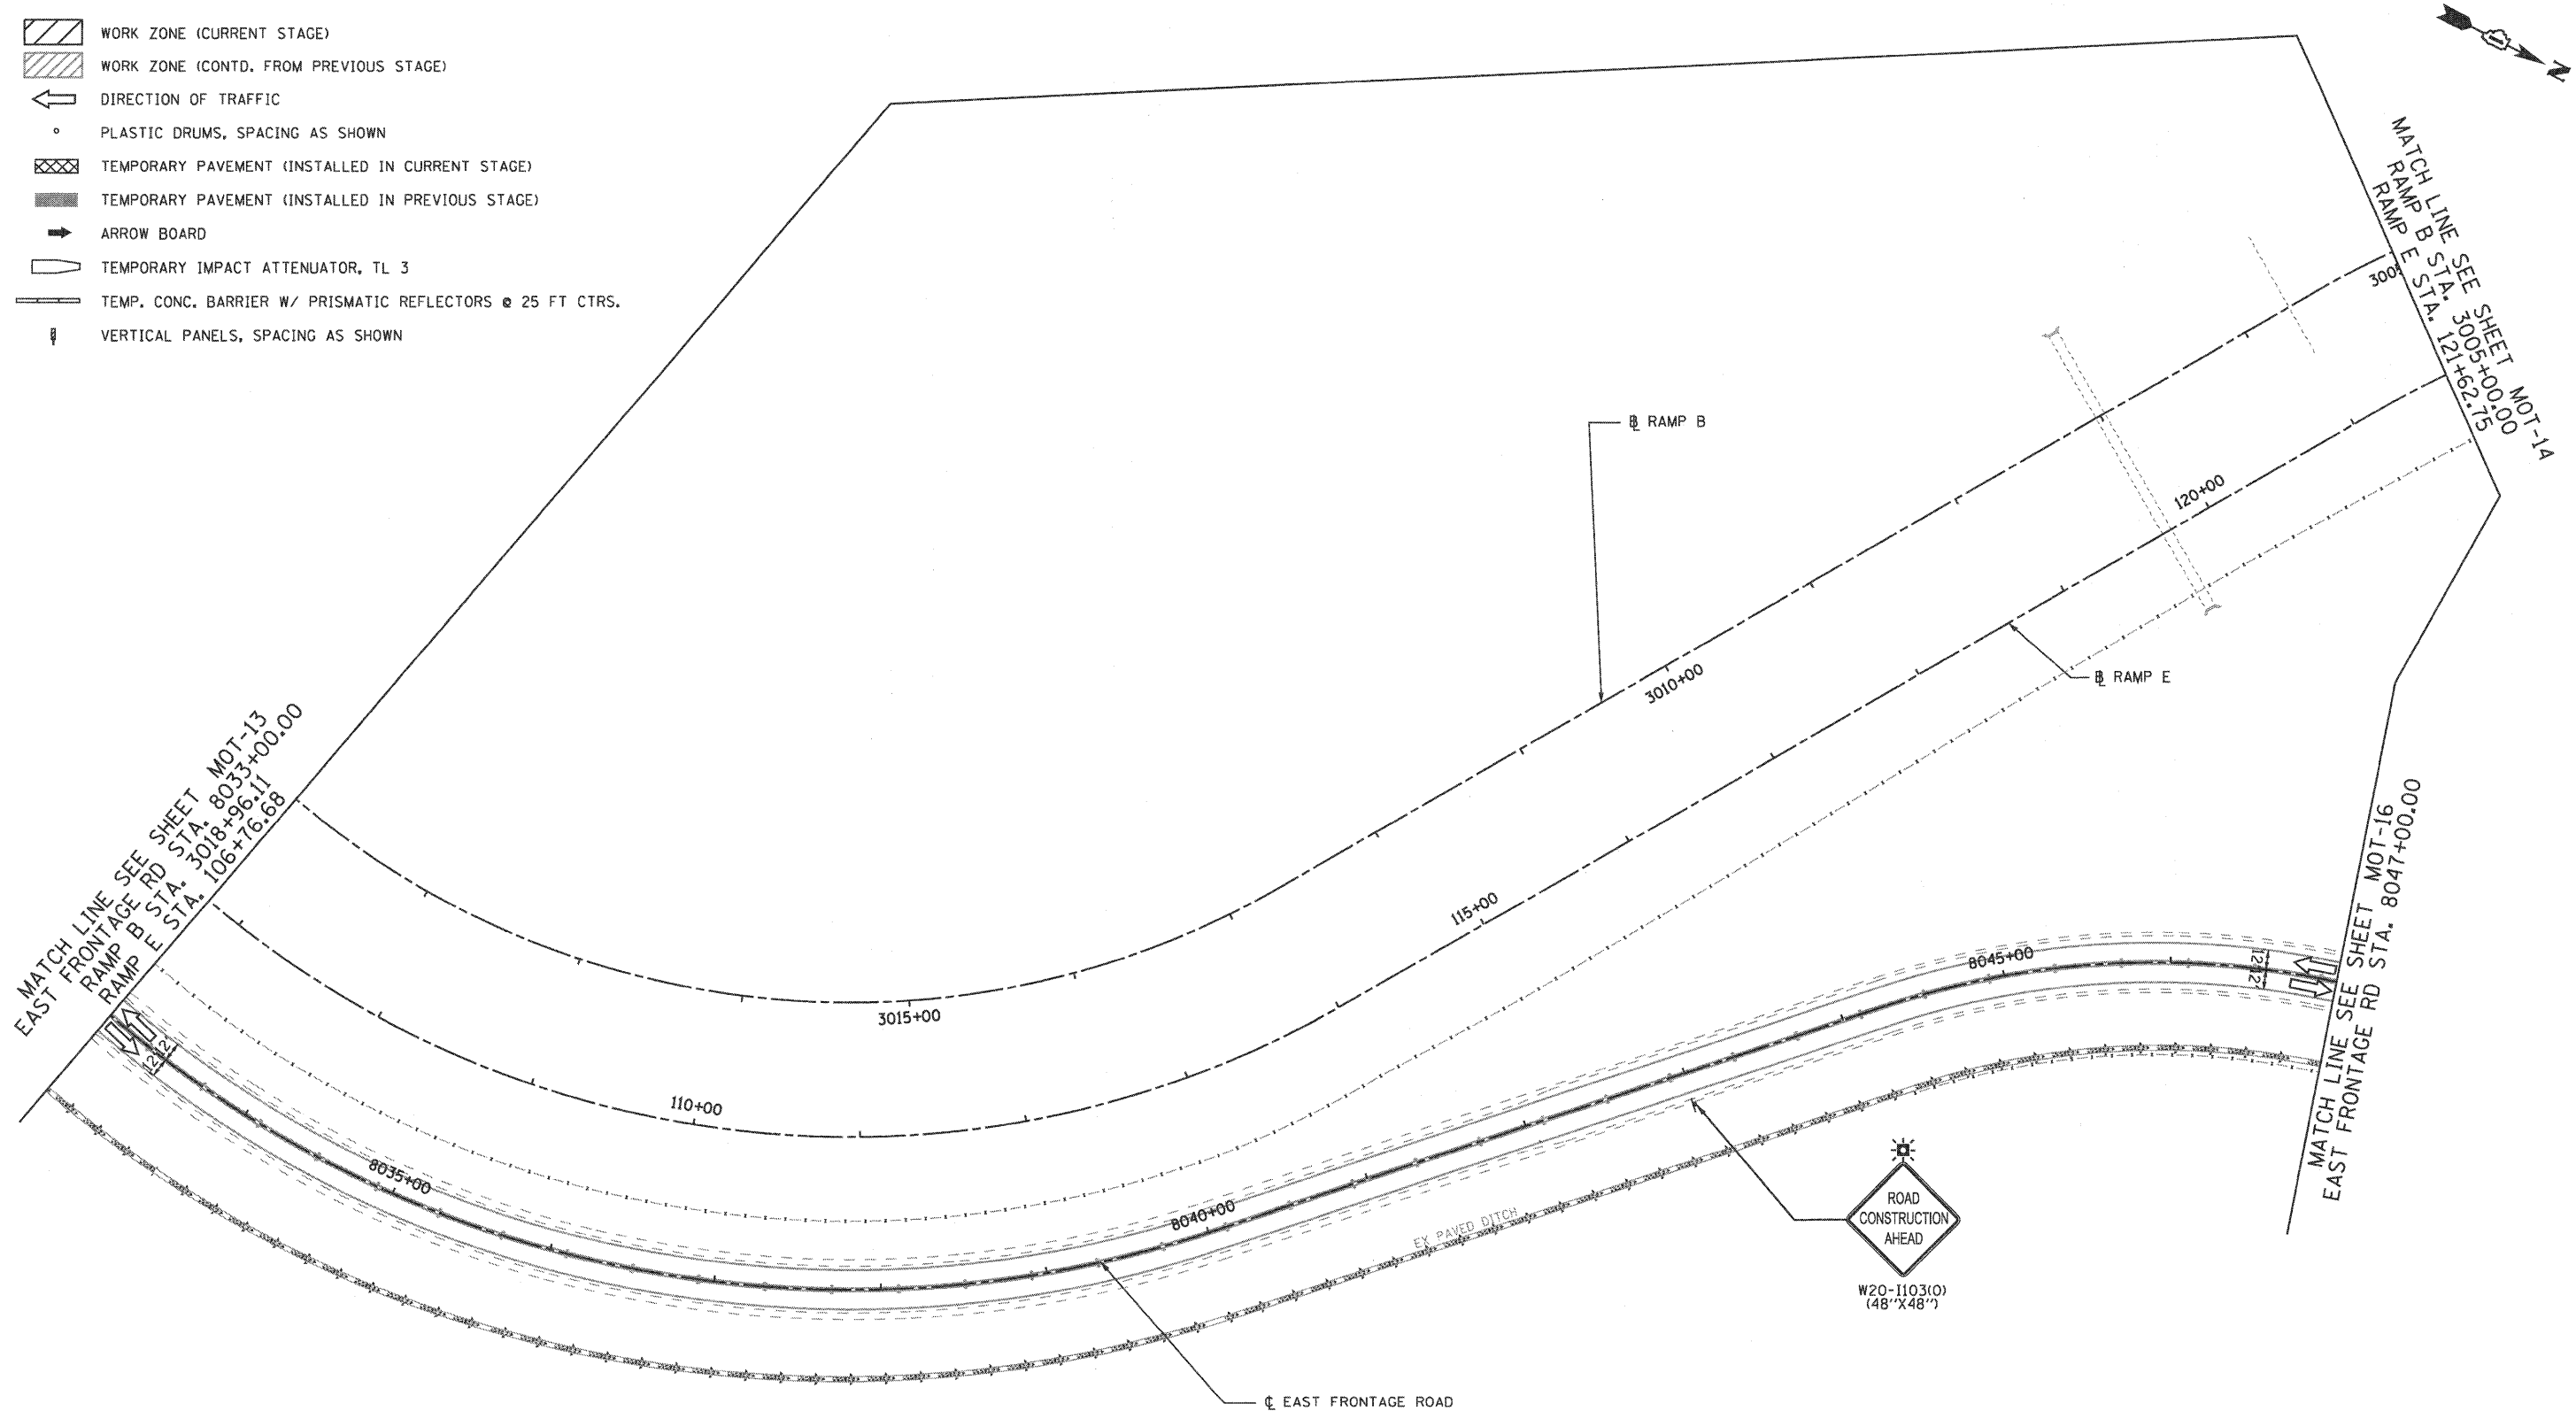 WORK ZONE (CURRENT STAGE)
WORK ZONE (CONTD. FROM PREVIOUS STAGE)
DIRECTION OF TRAFFIC
PLASTIC DRUMS, SPACING AS SHOWN
TEMPORARY PAVEMENT (INSTALLED IN CURRENT STAGE)
TEMPORARY PAVEMENT (INSTALLED IN PREVIOUS STAGE)
ARROW BOARD
TEMPORARY IMPACT ATTENUATOR, TL 3
TEMP. CONC. BARRIER W/ PRISMATIC REFLECTORS @ 25 FT CTRS.
VERTICAL PANELS, SPACING AS SHOWN
N
MATCH LINE SEE SHEET MOT-14
RAMP B STA. 3005+00.00
RAMP E STA. 121+62.75
3005
℄ RAMP B
120+00
3010+00
℄ RAMP E
MATCH LINE SEE SHEET MOT-13
EAST FRONTAGE RD STA. 8033+00.00
RAMP B STA. 3018+96.11
RAMP E STA. 106+76.68
115+00
3015+00
110+00
12'
12'
8035+00
8040+00
8045+00
12'
12'
MATCH LINE SEE SHEET MOT-16
EAST FRONTAGE RD STA. 8047+00.00
EX PAVED DITCH
ROAD
CONSTRUCTION
AHEAD
W20-I103(O)
(48"X48")
℄ EAST FRONTAGE ROAD